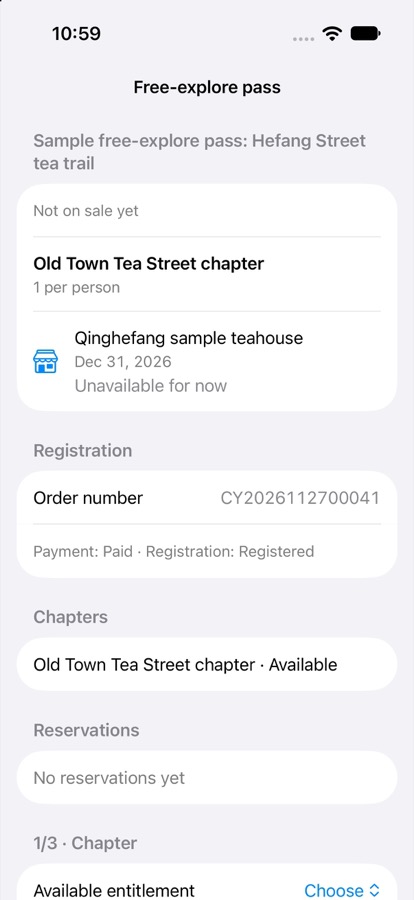 10:59
Free-explore pass
Sample free-explore pass: Hefang Street
tea trail
Not on sale yet
Old Town Tea Street chapter
1 per person
Qinghefang sample teahouse
Dec 31, 2026
Unavailable for now
Registration
Order number CY2026112700041
Payment: Paid · Registration: Registered
Chapters
Old Town Tea Street chapter · Available
Reservations
No reservations yet
1/3 · Chapter
Available entitlement Choose